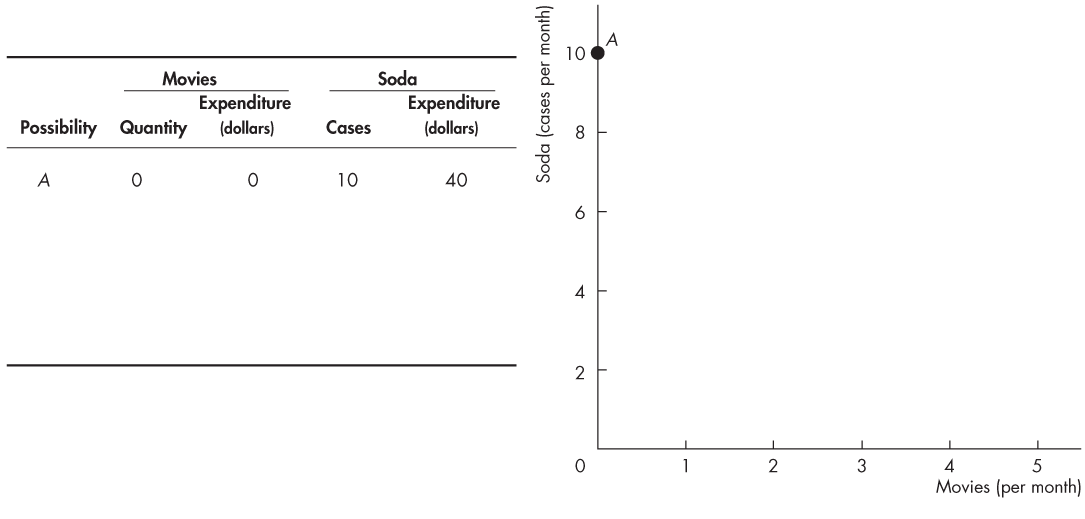 Movies Soda
Expenditure Expenditure
Possibility Quantity (dollars) Cases (dollars)
A 0 0 10 40
Soda (cases per month)
A
10
8
6
4
2
0 1 2 3 4 5
Movies (per month)